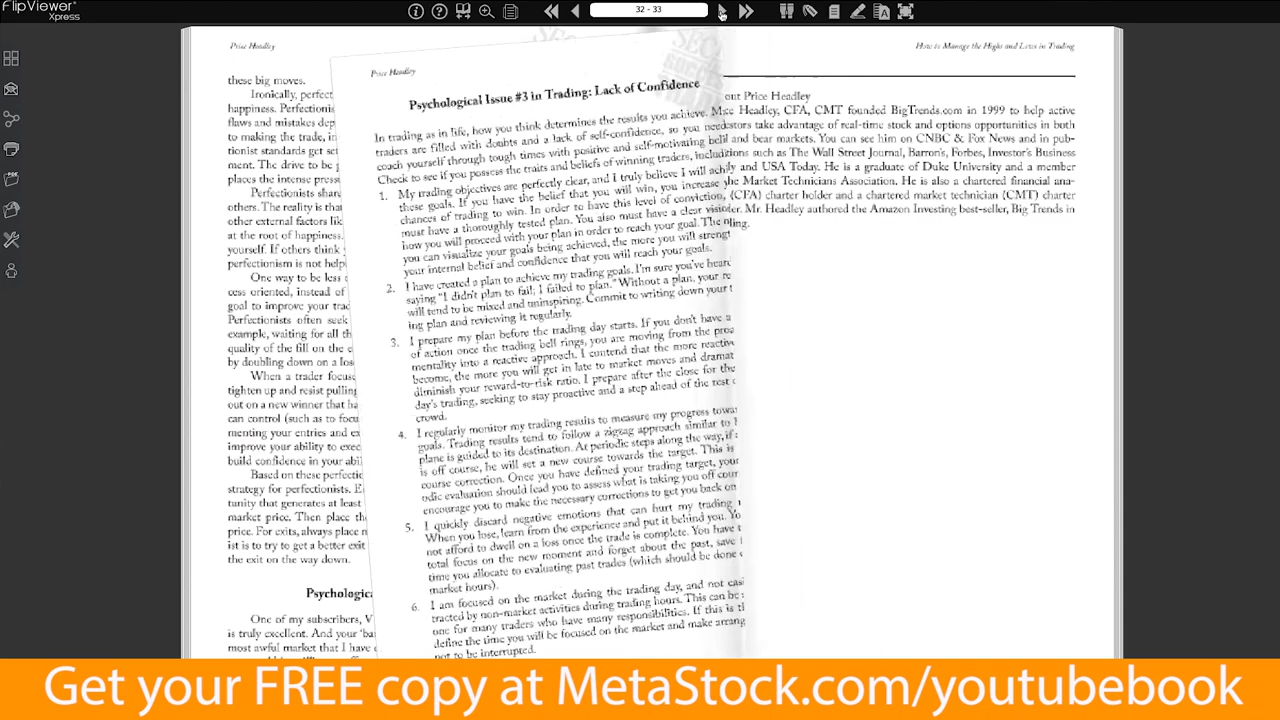 FlipViewer
Xpress
32 - 33
Price Headley
these big moves.
Ironically, perfect
happiness. Perfectionis
flaws and mistakes dep
to making the trade, in
tionist standards get se
ment. The drive to be
places the intense press
Perfectionists shar
others. The reality is tha
other external factors lik
at the root of happiness.
yourself. If others think
perfectionism is not help
One way to be less
cess oriented, instead of
goal to improve your trad
Perfectionists often seek
example, waiting for all th
quality of the fill on the e
by doubling down on a los
When a trader focuse
tighten up and resist pulling
out on a new winner that ha
can control (such as to focu
menting your entries and ex
improve your ability to exec
build confidence in your abi
Based on these perfectio
strategy for perfectionists. E
tunity that generates at least
market price. Then place th
price. For exits, always place n
ist is to try to get a better exit
the exit on the way down.
Psychologica
One of my subscribers, V
is truly excellent. And your 'ba
most awful market that I have
Price Headley
Psychological Issue #3 in Trading: Lack of Confidence
In trading as in life, how you think determines the results you achieve. M
traders are filled with doubts and a lack of self-confidence, so you need
coach yourself through tough times with positive and self-motivating beli
Check to see if you possess the traits and beliefs of winning traders, includi
1. My trading objectives are perfectly clear, and I truly believe I will achi
these goals. If you have the belief that you will win, you increase
chances of trading to win. In order to have this level of conviction,
must have a thoroughly tested plan. You also must have a clear visio
how you will proceed with your plan in order to reach your goal. The
you can visualize your goals being achieved, the more you will strengt
your internal belief and confidence that you will reach your goals.
2. I have created a plan to achieve my trading goals. I'm sure you've hear
saying "I didn't plan to fail; I failed to plan." Without a plan, your re
will tend to be mixed and uninspiring. Commit to writing down your t
ing plan and reviewing it regularly.
3. I prepare my plan before the trading day starts. If you don't have a
of action once the trading bell rings, you are moving from the proa
mentality into a reactive approach. I contend that the more reactive
become, the more you will get in late to market moves and dramat
diminish your reward-to-risk ratio. I prepare after the close for the
day's trading, seeking to stay proactive and a step ahead of the rest
crowd.
4. I regularly monitor my trading results to measure my progress towar
goals. Trading results tend to follow a zigzag approach similar to
plane is guided to its destination. At periodic steps along the way, if
is off course, he will set a new course towards the target. This is
course correction. Once you have defined your trading target, your
odic evaluation should lead you to assess what is taking you off cour
encourage you to make the necessary corrections to get you back on
5. I quickly discard negative emotions that can hurt my trading
When you lose, learn from the experience and put it behind you. Yo
not afford to dwell on a loss once the trade is complete. You have
total focus on the new moment and forget about the past, save
time you allocate to evaluating past trades (which should be done
market hours).
6. I am focused on the market during the trading day, and not easi
tracted by non-market activities during trading hours. This can be
one for many traders who have many responsibilities. If this is th
define the time you will be focused on the market and make arrang
not to be interrupted.
How to Manage the Highs and Lows in Trading
out Price Headley
ce Headley, CFA, CMT founded BigTrends.com in 1999 to help active
stors take advantage of real-time stock and options opportunities in both
and bear markets. You can see him on CNBC & Fox News and in pub-
tions such as The Wall Street Journal, Barron's, Forbes, Investor's Business
y and USA Today. He is a graduate of Duke University and a member
he Market Technicians Association. He is also a chartered financial ana-
(CFA) charter holder and a chartered market technician (CMT) charter
er. Mr. Headley authored the Amazon Investing best-seller, Big Trends in
ling.
Get your FREE copy at MetaStock.com/youtubebook